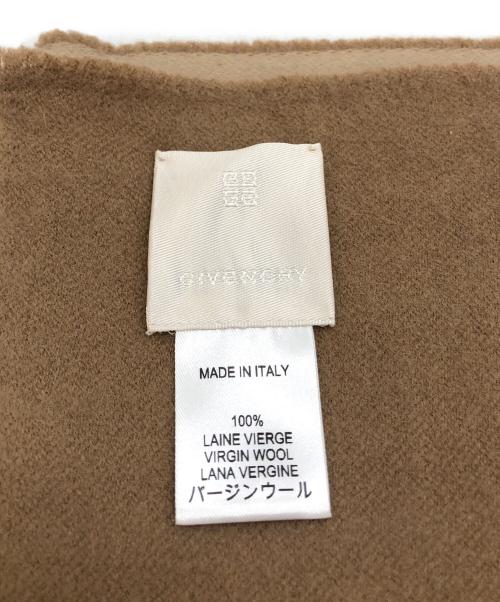 GIVENCHY
MADE IN ITALY
100%
LAINE VIERGE
VIRGIN WOOL
LANA VERGINE
バージンウール